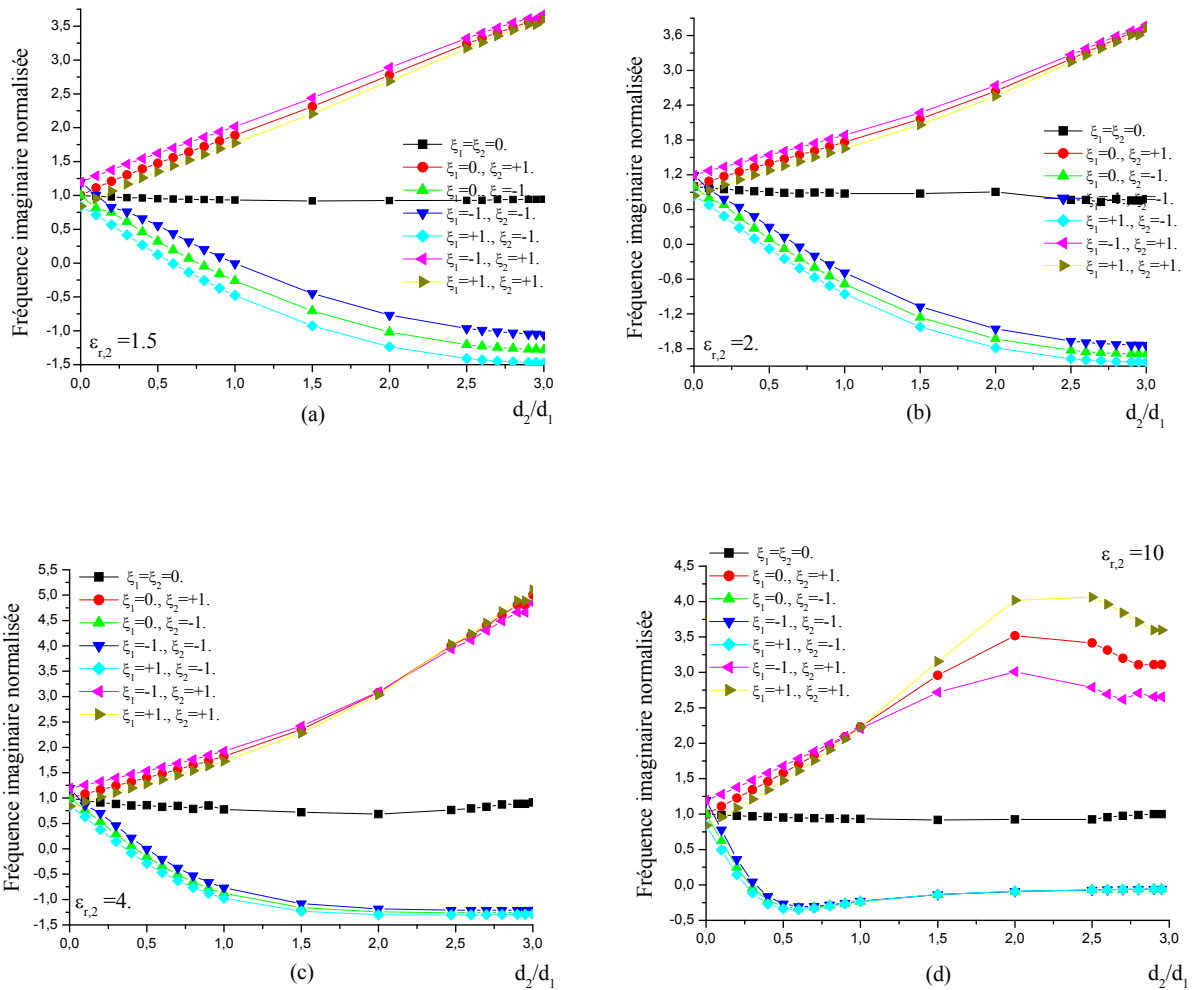 Fréquence imaginaire normalisée
3,5
3,0
2,5
2,0
1,5
1,0
0,5
0,0
-0,5
-1,0
-1,5
ξ₁=ξ₂=0.
ξ₁=0., ξ₂=+1.
ξ₁=0., ξ₂=-1.
ξ₁=-1., ξ₂=-1.
ξ₁=+1., ξ₂=-1.
ξ₁=-1., ξ₂=+1.
ξ₁=+1., ξ₂=+1.
ε_r,2 =1.5
0,0 0,5 1,0 1,5 2,0 2,5 3,0
(a) d₂/d₁
Fréquence imaginaire normalisée
3,6
3,0
2,4
1,8
1,2
0,6
0,0
-0,6
-1,2
-1,8
ξ₁=ξ₂=0.
ξ₁=0., ξ₂=+1.
ξ₁=0., ξ₂=-1.
ξ₁=-1., ξ₂=-1.
ξ₁=+1., ξ₂=-1.
ξ₁=-1., ξ₂=+1.
ξ₁=+1., ξ₂=+1.
ε_r,2 =2.
0,0 0,5 1,0 1,5 2,0 2,5 3,0
(b) d₂/d₁
Fréquence imaginaire normalisée
5,5
5,0
4,5
4,0
3,5
3,0
2,5
2,0
1,5
1,0
0,5
0,0
-0,5
-1,0
-1,5
ξ₁=ξ₂=0.
ξ₁=0., ξ₂=+1.
ξ₁=0., ξ₂=-1.
ξ₁=-1., ξ₂=-1.
ξ₁=+1., ξ₂=-1.
ξ₁=-1., ξ₂=+1.
ξ₁=+1., ξ₂=+1.
ε_r,2 =4.
0,0 0,5 1,0 1,5 2,0 2,5 3,0
(c) d₂/d₁
Fréquence imaginaire normalisée
4,5
4,0
3,5
3,0
2,5
2,0
1,5
1,0
0,5
0,0
-0,5
ξ₁=ξ₂=0.
ξ₁=0., ξ₂=+1.
ξ₁=0., ξ₂=-1.
ξ₁=-1., ξ₂=-1.
ξ₁=+1., ξ₂=-1.
ξ₁=-1., ξ₂=+1.
ξ₁=+1., ξ₂=+1.
ε_r,2 =10
0,0 0,5 1,0 1,5 2,0 2,5 3,0
(d) d₂/d₁